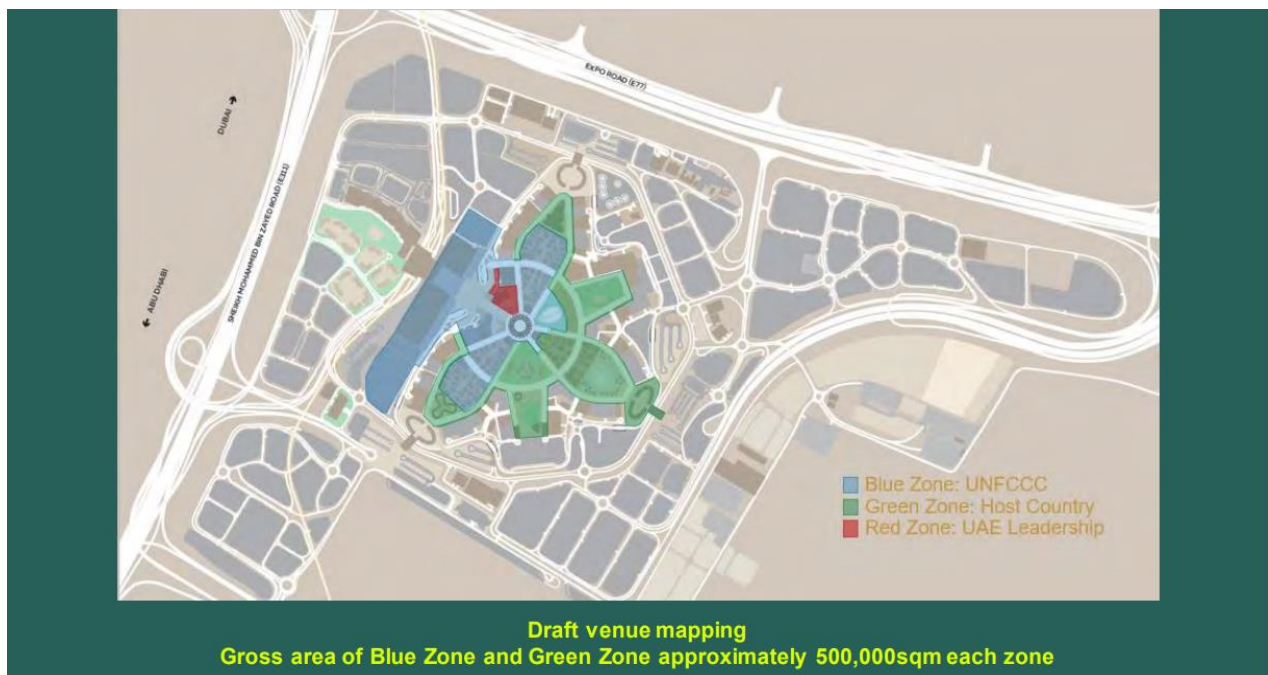 EXPO ROAD (E77)
DUBAI
SHEIKH MOHAMMED BIN ZAYED ROAD (E311)
ABU DHABI
Blue Zone: UNFCCC
Green Zone: Host Country
Red Zone: UAE Leadership
Draft venue mapping
Gross area of Blue Zone and Green Zone approximately 500,000sqm each zone